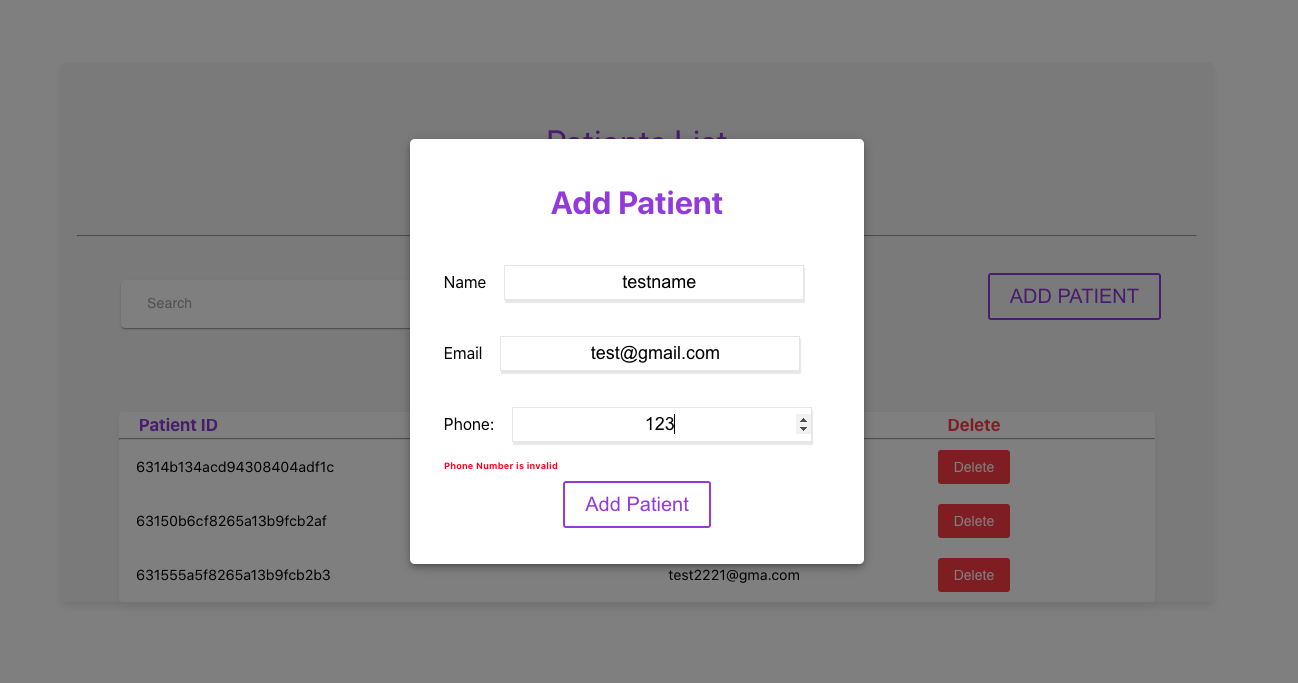 Patients List
Add Patient
Name testname
Search
ADD PATIENT
Email test@gmail.com
Phone: 123
Patient ID Delete
Phone Number is invalid
6314b134acd94308404adf1c Delete
Add Patient
63150b6cf8265a13b9fcb2af Delete
631555a5f8265a13b9fcb2b3 test2221@gma.com Delete